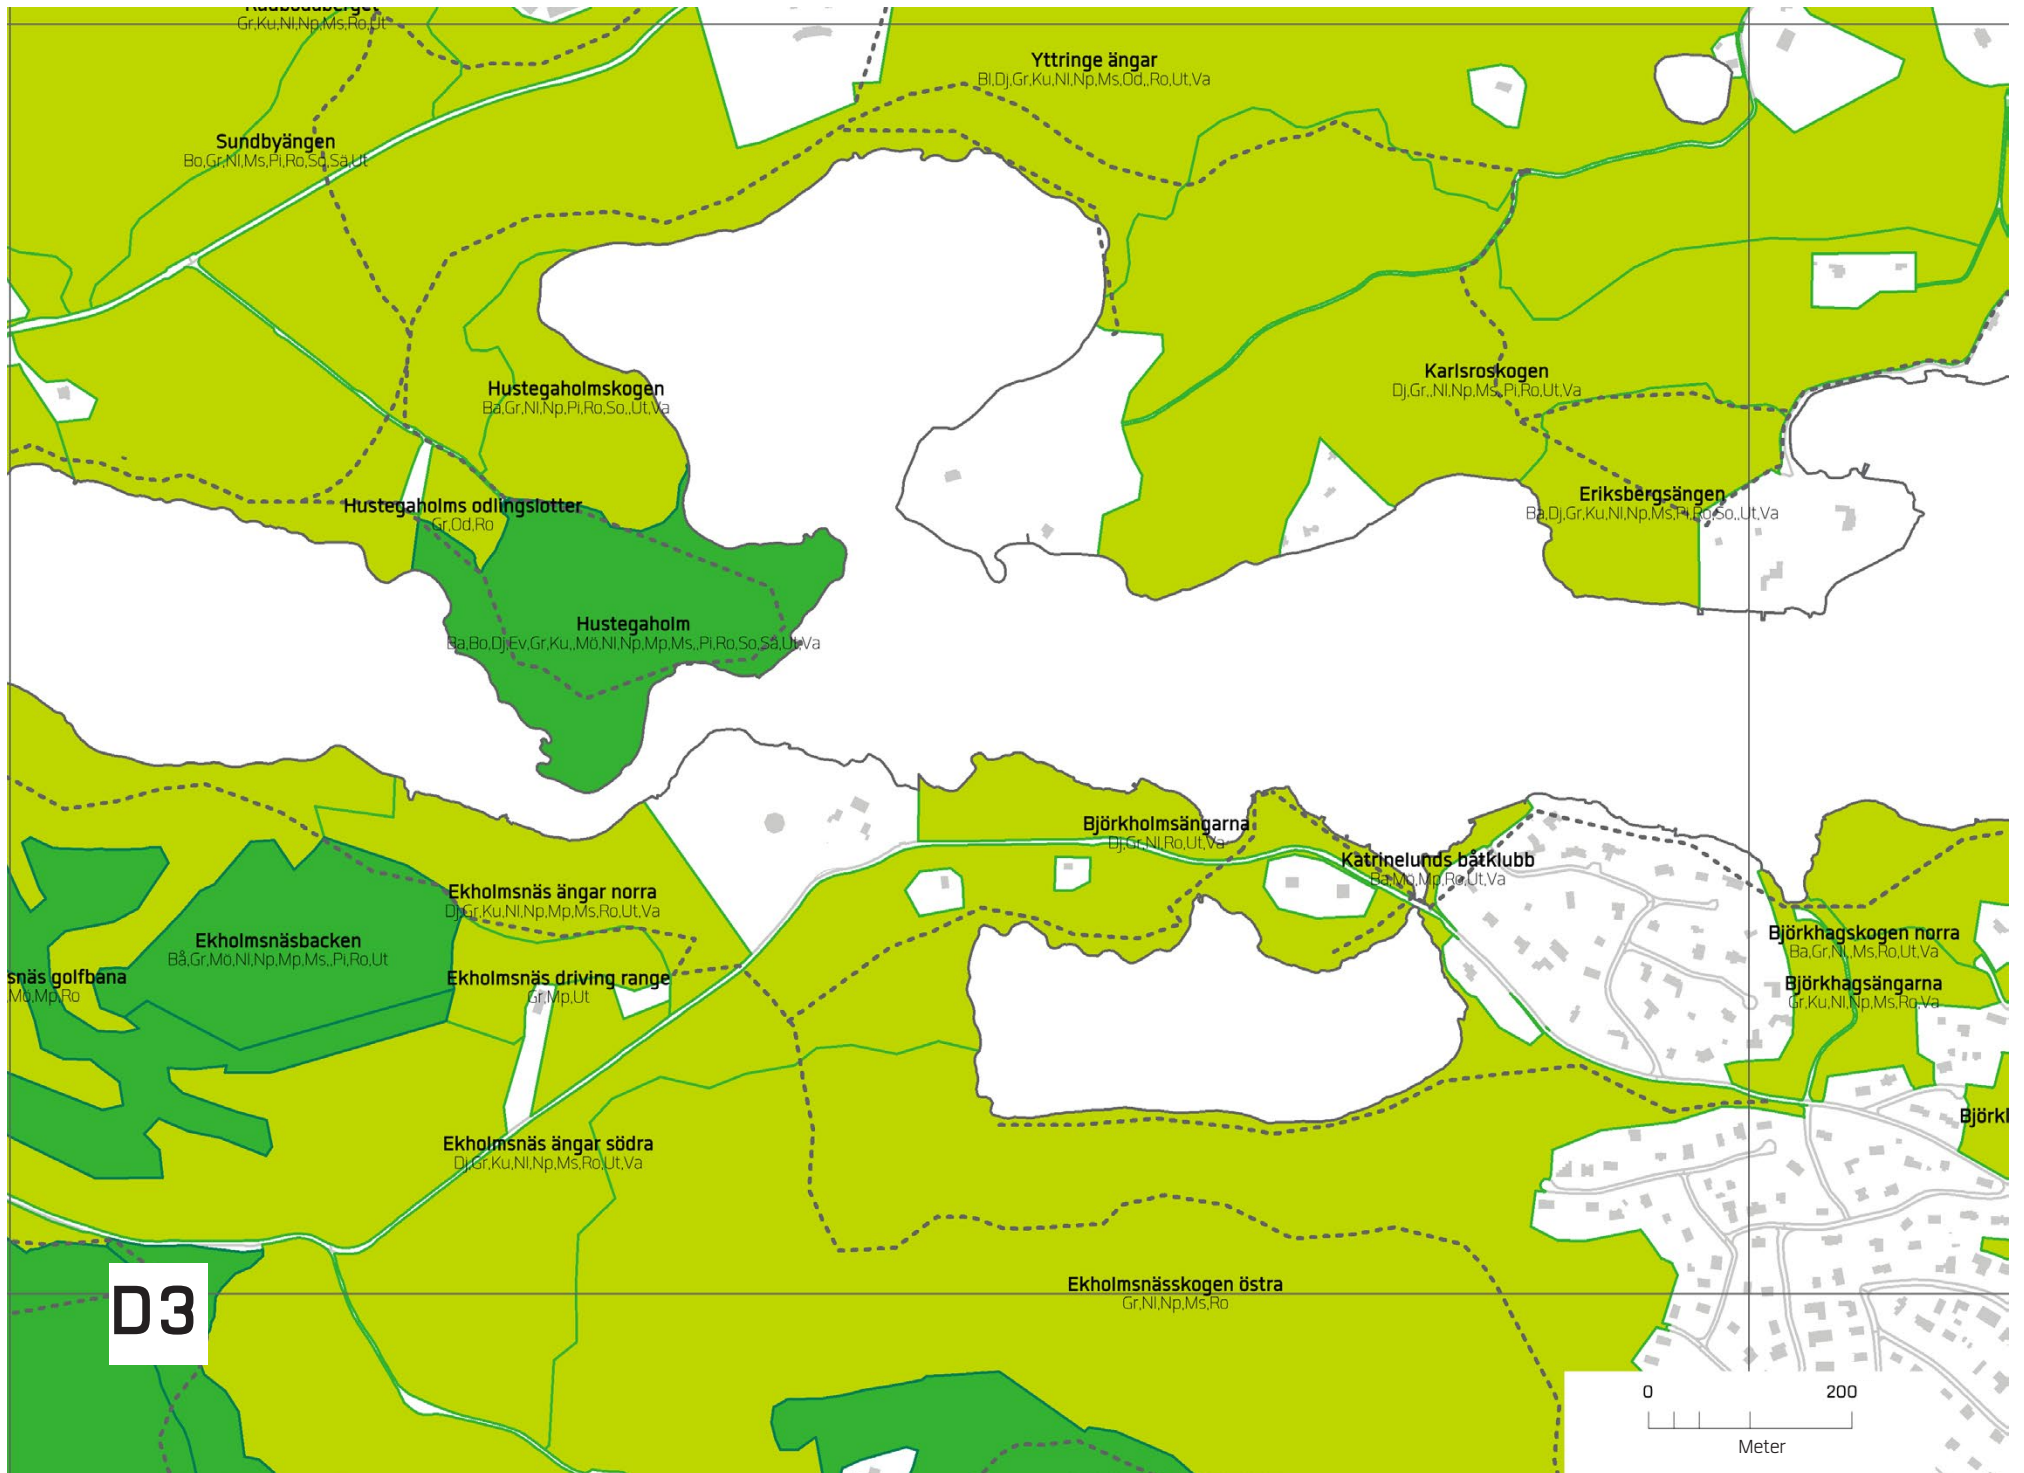 Gr,Ku,Nl,Np,Ms,Ro,Ut
Yttringe ängar
Bl,Dj,Gr,Ku,Nl,Np,Ms,Od,,Ro,Ut,Va
Sundbyängen
Bo,Gr,Nl,Ms,Pi,Ro,So,Sä,Ut
Hustegaholmskogen
Ba,Gr,Nl,Np,Pi,Ro,So,,Ut,Va
Karlsroskogen
Dj,Gr,,Nl,Np,Ms,Pi,Ro,Ut,Va
Hustegaholms odlingslotter
Gr,Od,Ro
Eriksbergsängen
Ba,Dj,Gr,Ku,Nl,Np,Ms,Pi,Ro,So,,Ut,Va
Hustegaholm
Ba,Bo,Dj,Ev,Gr,Ku,,Mö,Nl,Np,Mp,Ms,,Pi,Ro,So,Sä,Ut,Va
Björkholmsängarna
Dj,Gr,Nl,Ro,Ut,Va
Katrinelunds båtklubb
Ba,Mö,Mp,Ro,Ut,Va
Ekholmsnäs ängar norra
Dj,Gr,Ku,Nl,Np,Mp,Ms,Ro,Ut,Va
Ekholmsnäsbacken
Bå,Gr,Mö,Nl,Np,Mp,Ms,,Pi,Ro,Ut
Björkhagskogen norra
Ba,Gr,Nl,,Ms,Ro,Ut,Va
snäs golfbana
Mö,Mp,Ro
Ekholmsnäs driving range
Gr,Mp,Ut
Björkhagsängarna
Gr,Ku,Nl,Np,Ms,Ro,Va
Björkl
Ekholmsnäs ängar södra
Dj,Gr,Ku,Nl,Np,Ms,Ro,Ut,Va
Ekholmsnässkogen östra
Gr,Nl,Np,Ms,Ro
D3
0 200
Meter